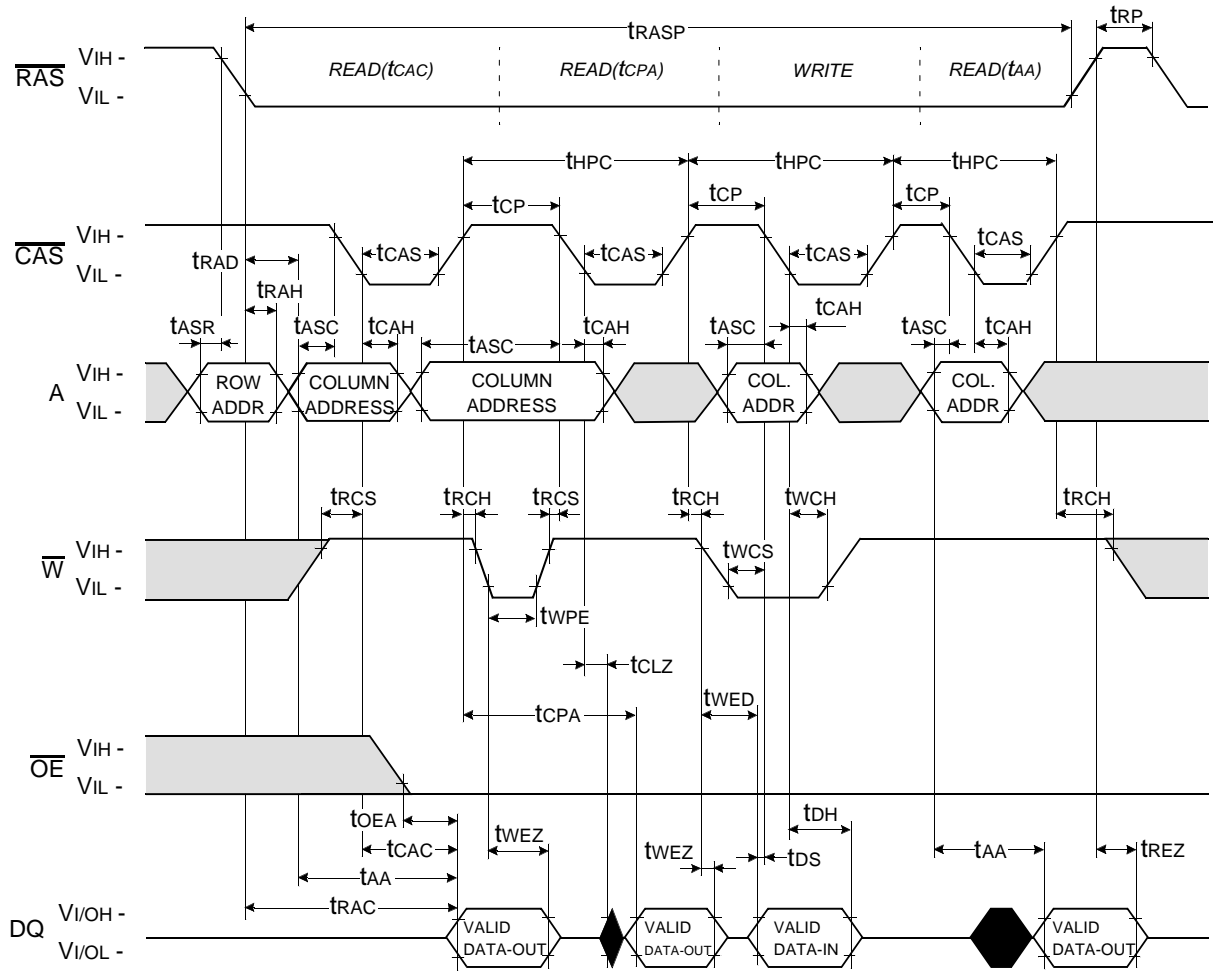 tRASP
tRP
VIH -
RAS
VIL -
READ(tCAC)
READ(tCPA)
WRITE
READ(tAA)
tHPC
tHPC
tHPC
tCP
tCP
tCP
VIH -
CAS
VIL -
tCAS
tCAS
tCAS
tCAS
tRAD
tRAH
tASR
tASC
tCAH
tASC
tCAH
tASC
tCAH
tASC
tCAH
VIH -
A
VIL -
ROW
ADDR
COLUMN
ADDRESS
COLUMN
ADDRESS
COL.
ADDR
COL.
ADDR
tRCS
tRCH
tRCS
tRCH
tWCH
tRCH
VIH -
W
VIL -
tWCS
tWPE
tCLZ
tCPA
tWED
VIH -
OE
VIL -
tOEA
tCAC
tAA
tRAC
tWEZ
tWEZ
tDH
tDS
tAA
tREZ
VI/OH -
DQ
VI/OL -
VALID
DATA-OUT
VALID
DATA-OUT
VALID
DATA-IN
VALID
DATA-OUT